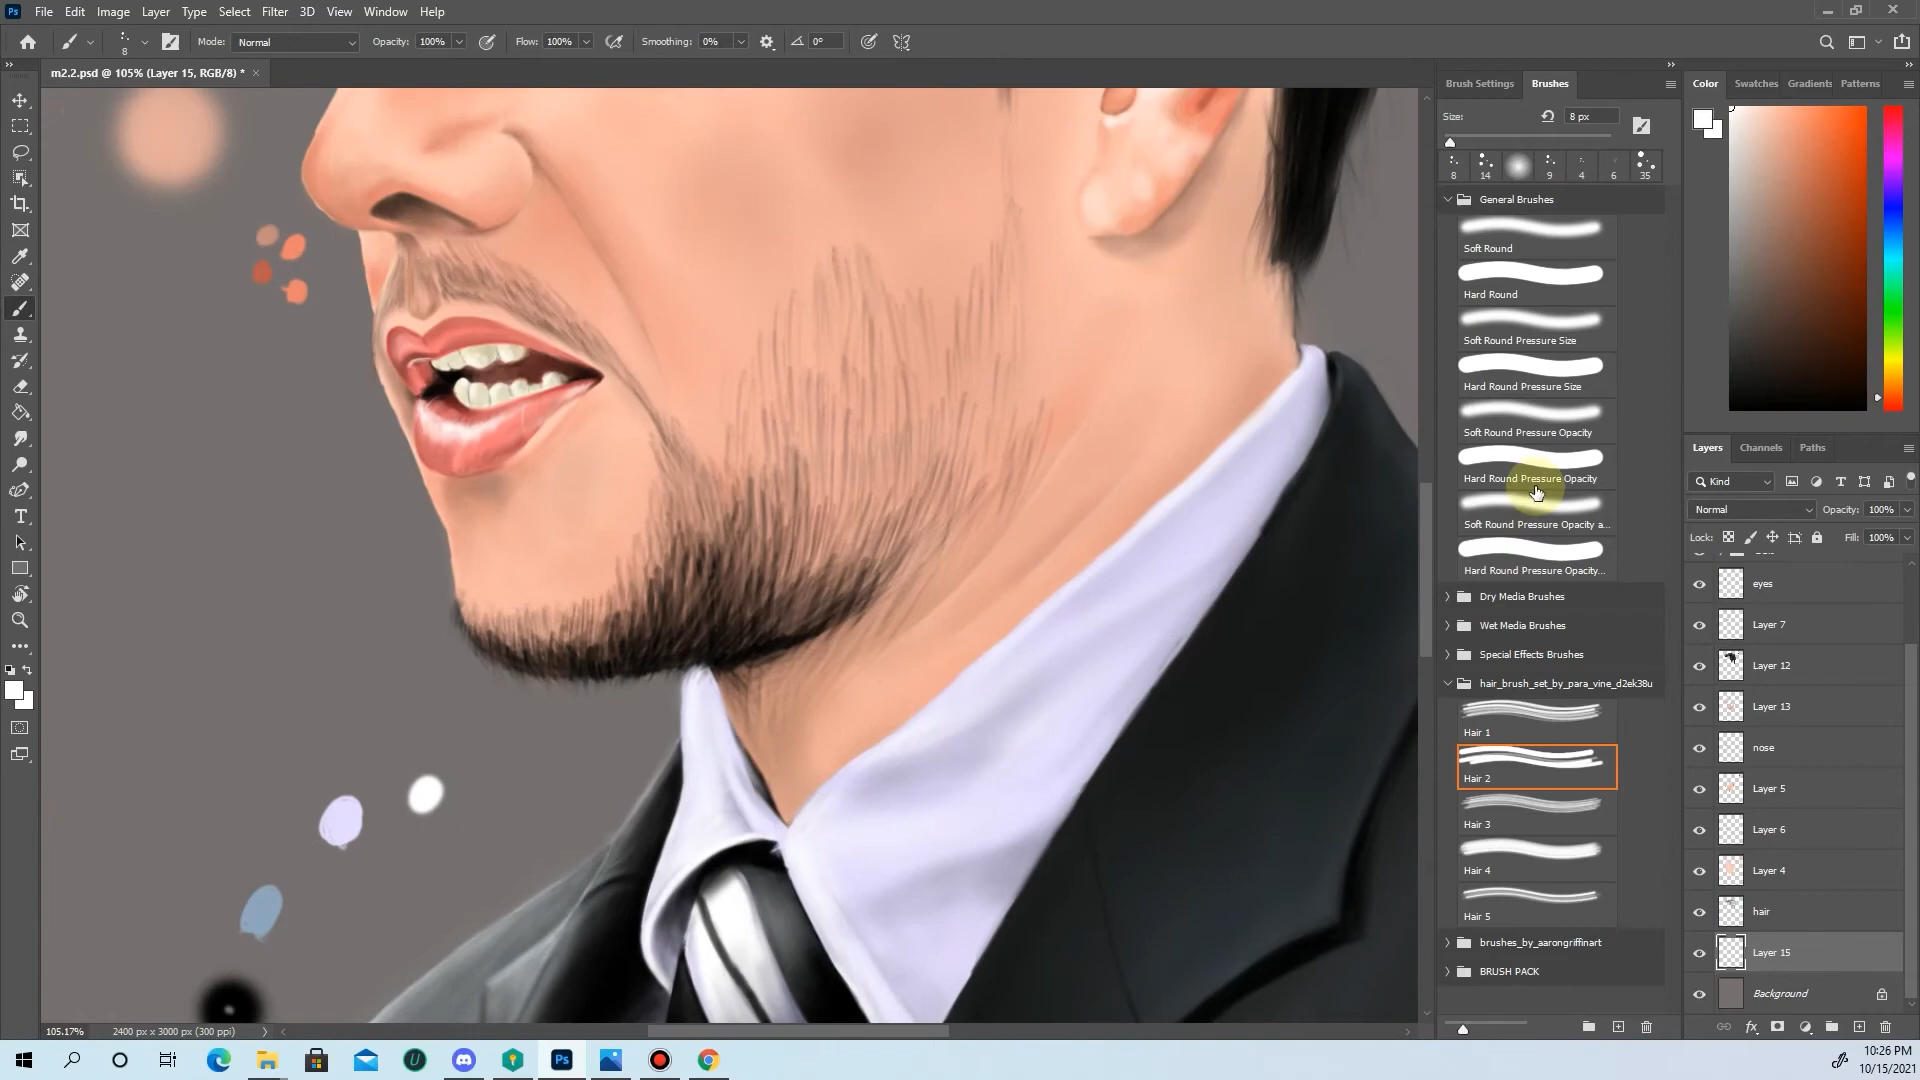 Ps File Edit Image Layer Type Select Filter 3D View Window Help
8 Mode: Normal Opacity: 100% Flow: 100% Smoothing: 0% 0°
m2.2.psd @ 105% (Layer 15, RGB/8) *
Brush Settings Brushes
Size: 8 px
8 14 9 4 6 35
General Brushes
Soft Round
Hard Round
Soft Round Pressure Size
Hard Round Pressure Size
Soft Round Pressure Opacity
Hard Round Pressure Opacity
Soft Round Pressure Opacity a...
Hard Round Pressure Opacity...
Dry Media Brushes
Wet Media Brushes
Special Effects Brushes
hair_brush_set_by_para_vine_d2ek38u
Hair 1
Hair 2
Hair 3
Hair 4
Hair 5
brushes_by_aarongriffinart
BRUSH PACK
Color Swatches Gradients Patterns
Layers Channels Paths
Kind
Normal Opacity: 100%
Lock: Fill: 100%
eyes
Layer 7
Layer 12
Layer 13
nose
Layer 5
Layer 6
Layer 4
hair
Layer 15
Background
105.17% 2400 px x 3000 px (300 ppi)
Ps
10:26 PM
10/15/2021